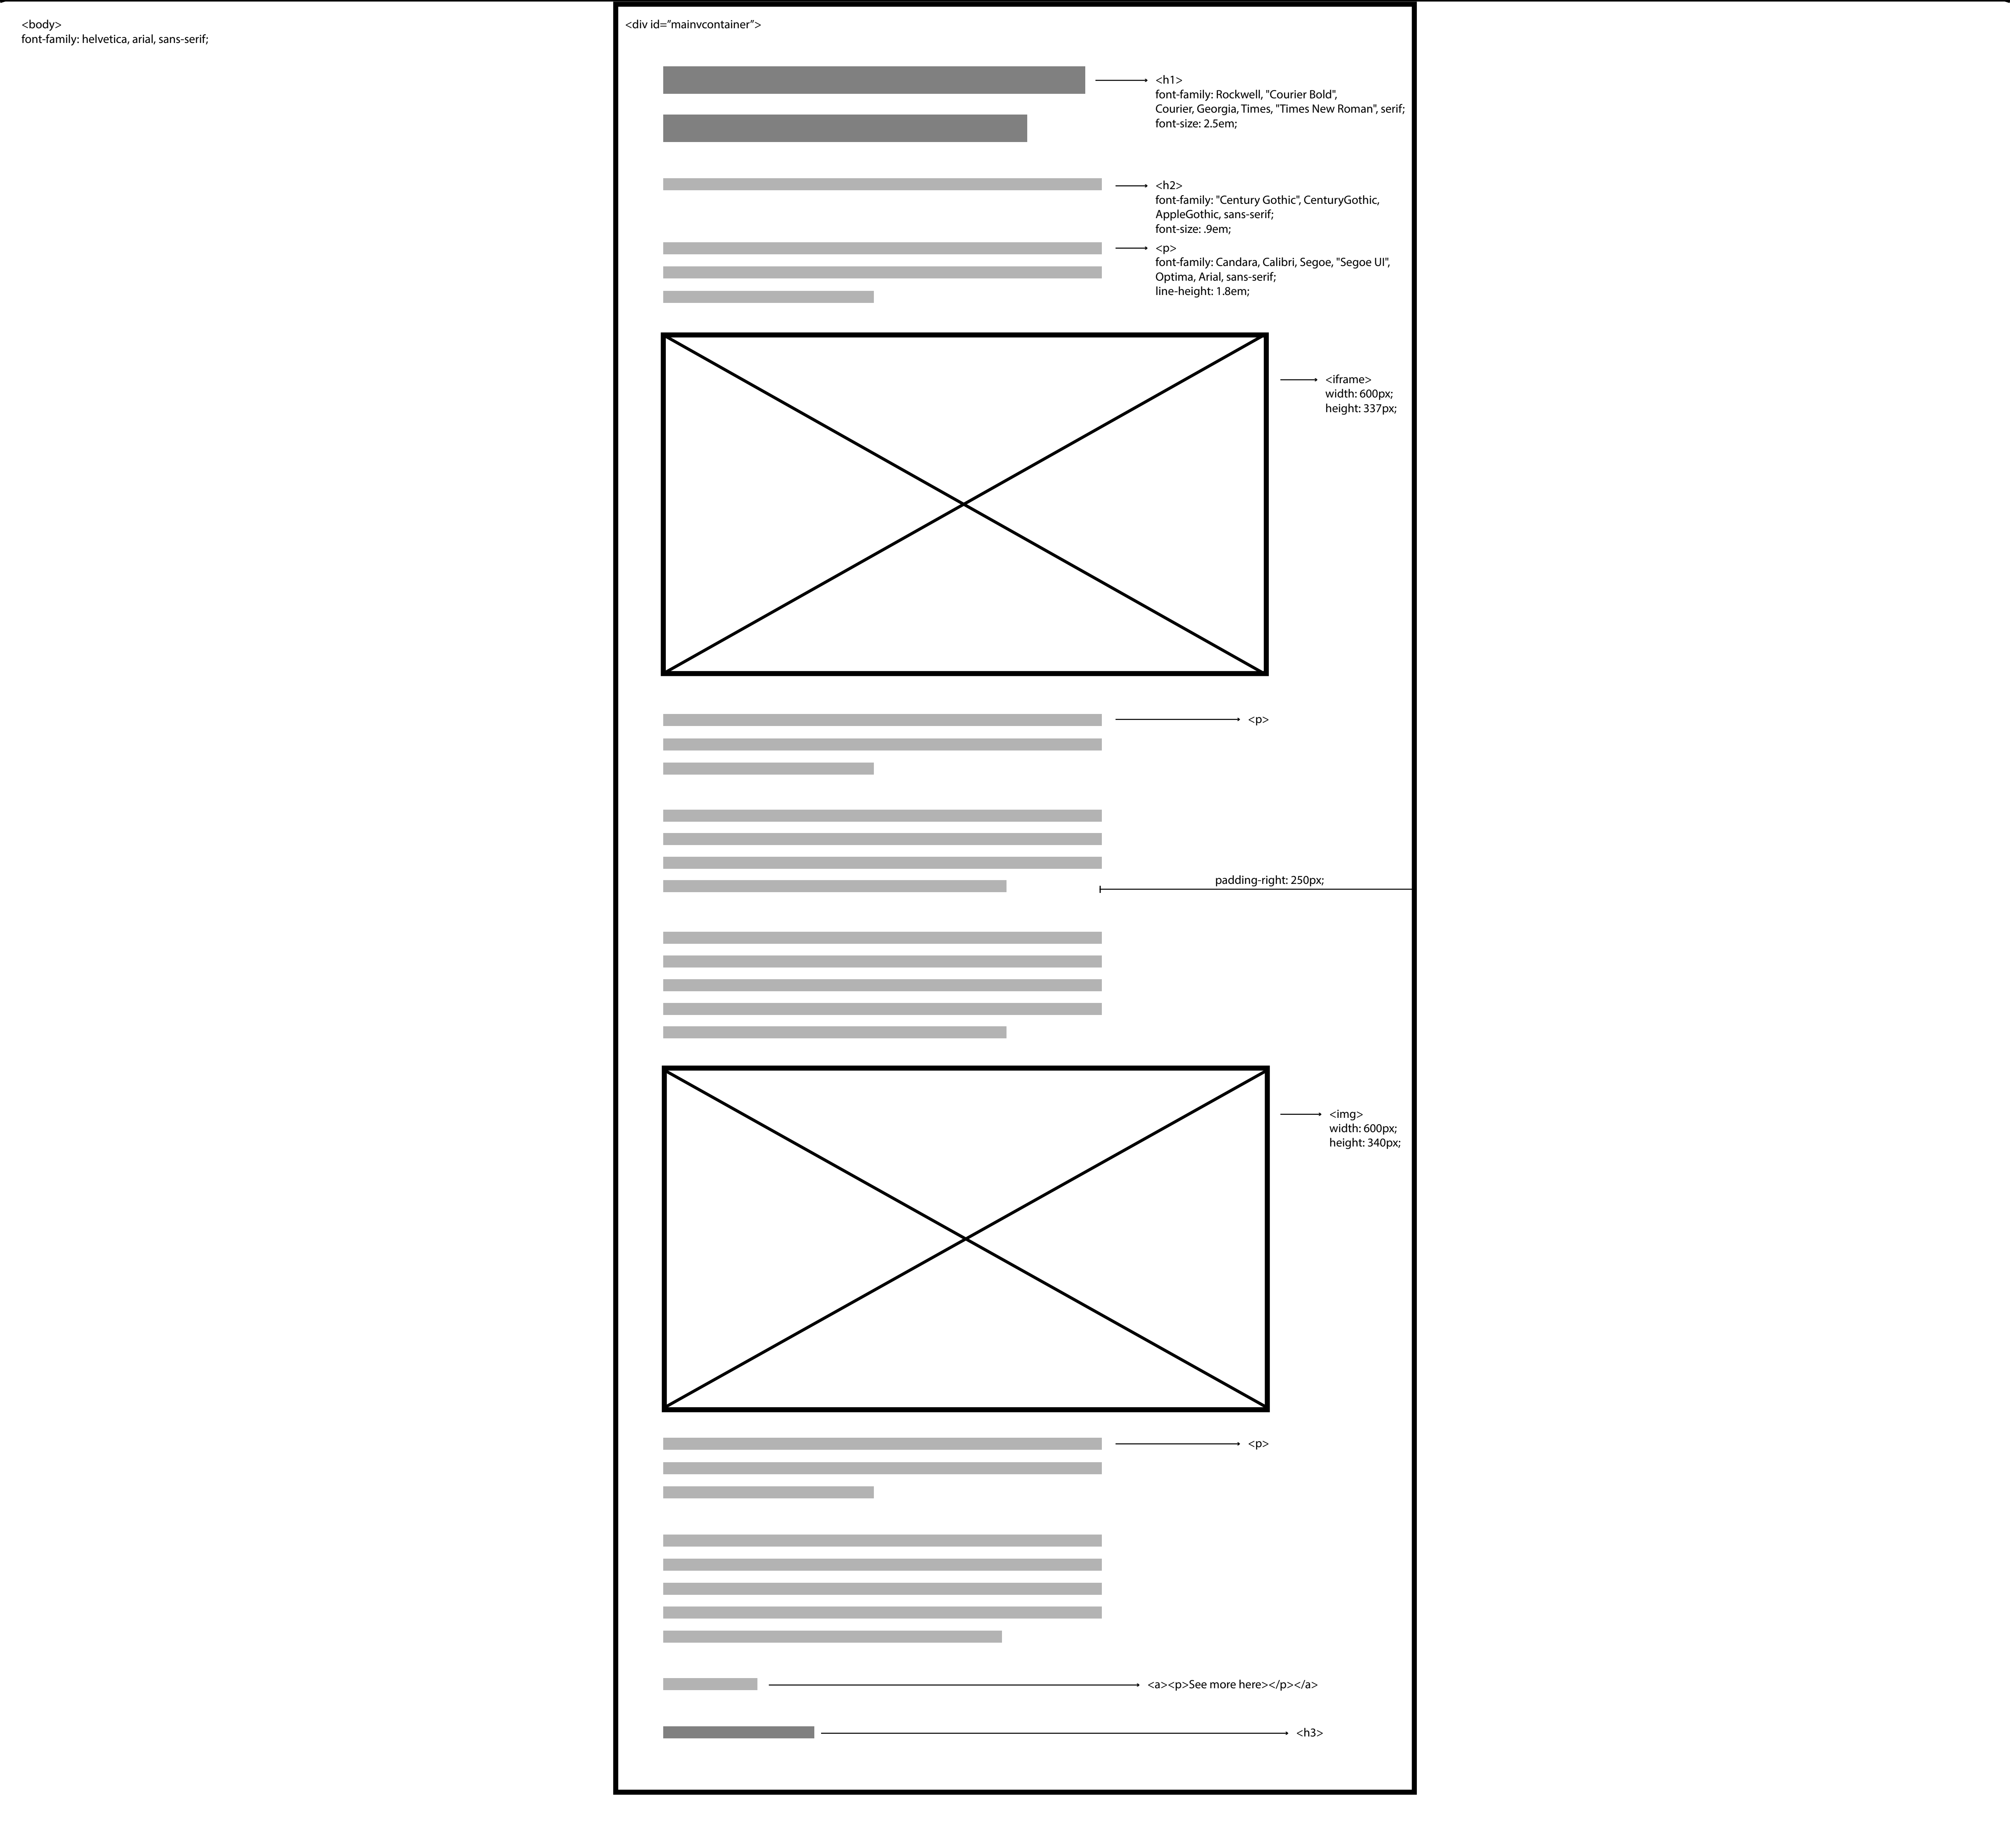 <body>
font-family: helvetica, arial, sans-serif;
<div id="mainvcontainer">
<h1>
font-family: Rockwell, "Courier Bold",
Courier, Georgia, Times, "Times New Roman", serif;
font-size: 2.5em;
<h2>
font-family: "Century Gothic", CenturyGothic,
AppleGothic, sans-serif;
font-size: .9em;
<p>
font-family: Candara, Calibri, Segoe, "Segoe UI",
Optima, Arial, sans-serif;
line-height: 1.8em;
<iframe>
width: 600px;
height: 337px;
<p>
padding-right: 250px;
<img>
width: 600px;
height: 340px;
<p>
<a><p>See more here></p></a>
<h3>